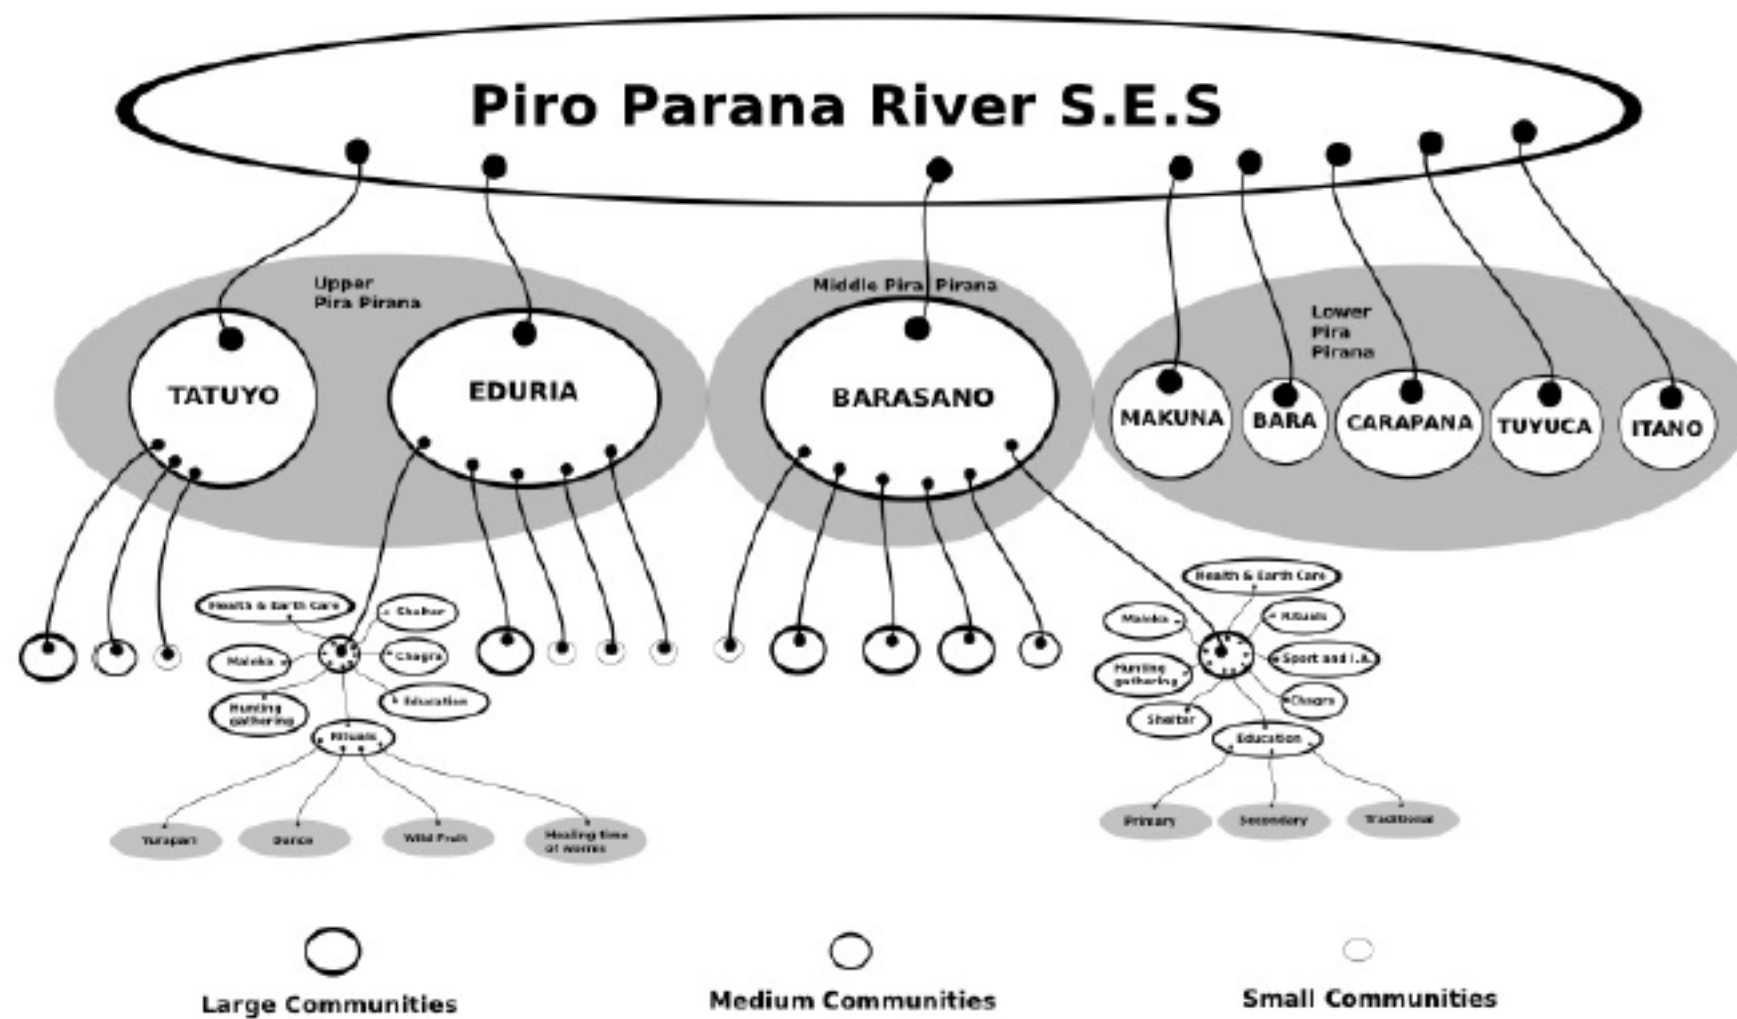 Piro Parana River S.E.S
Upper
Pira Pirana
Middle Pira Pirana
Lower
Pira
Pirana
TATUYO
EDURIA
BARASANO
MAKUNA
BARA
CARAPANA
TUYUCA
ITANO
Health & Earth Care
Shelter
Maloka
Chagra
Hunting
gathering
Education
Rituals
Dance
Wild Fruit
Healing time
of worms
Health & Earth Care
Maloka
Rituals
Sport and I.A.
Hunting
gathering
Chagra
Shelter
Education
Primary
Secondary
Traditional
Large Communities
Medium Communities
Small Communities